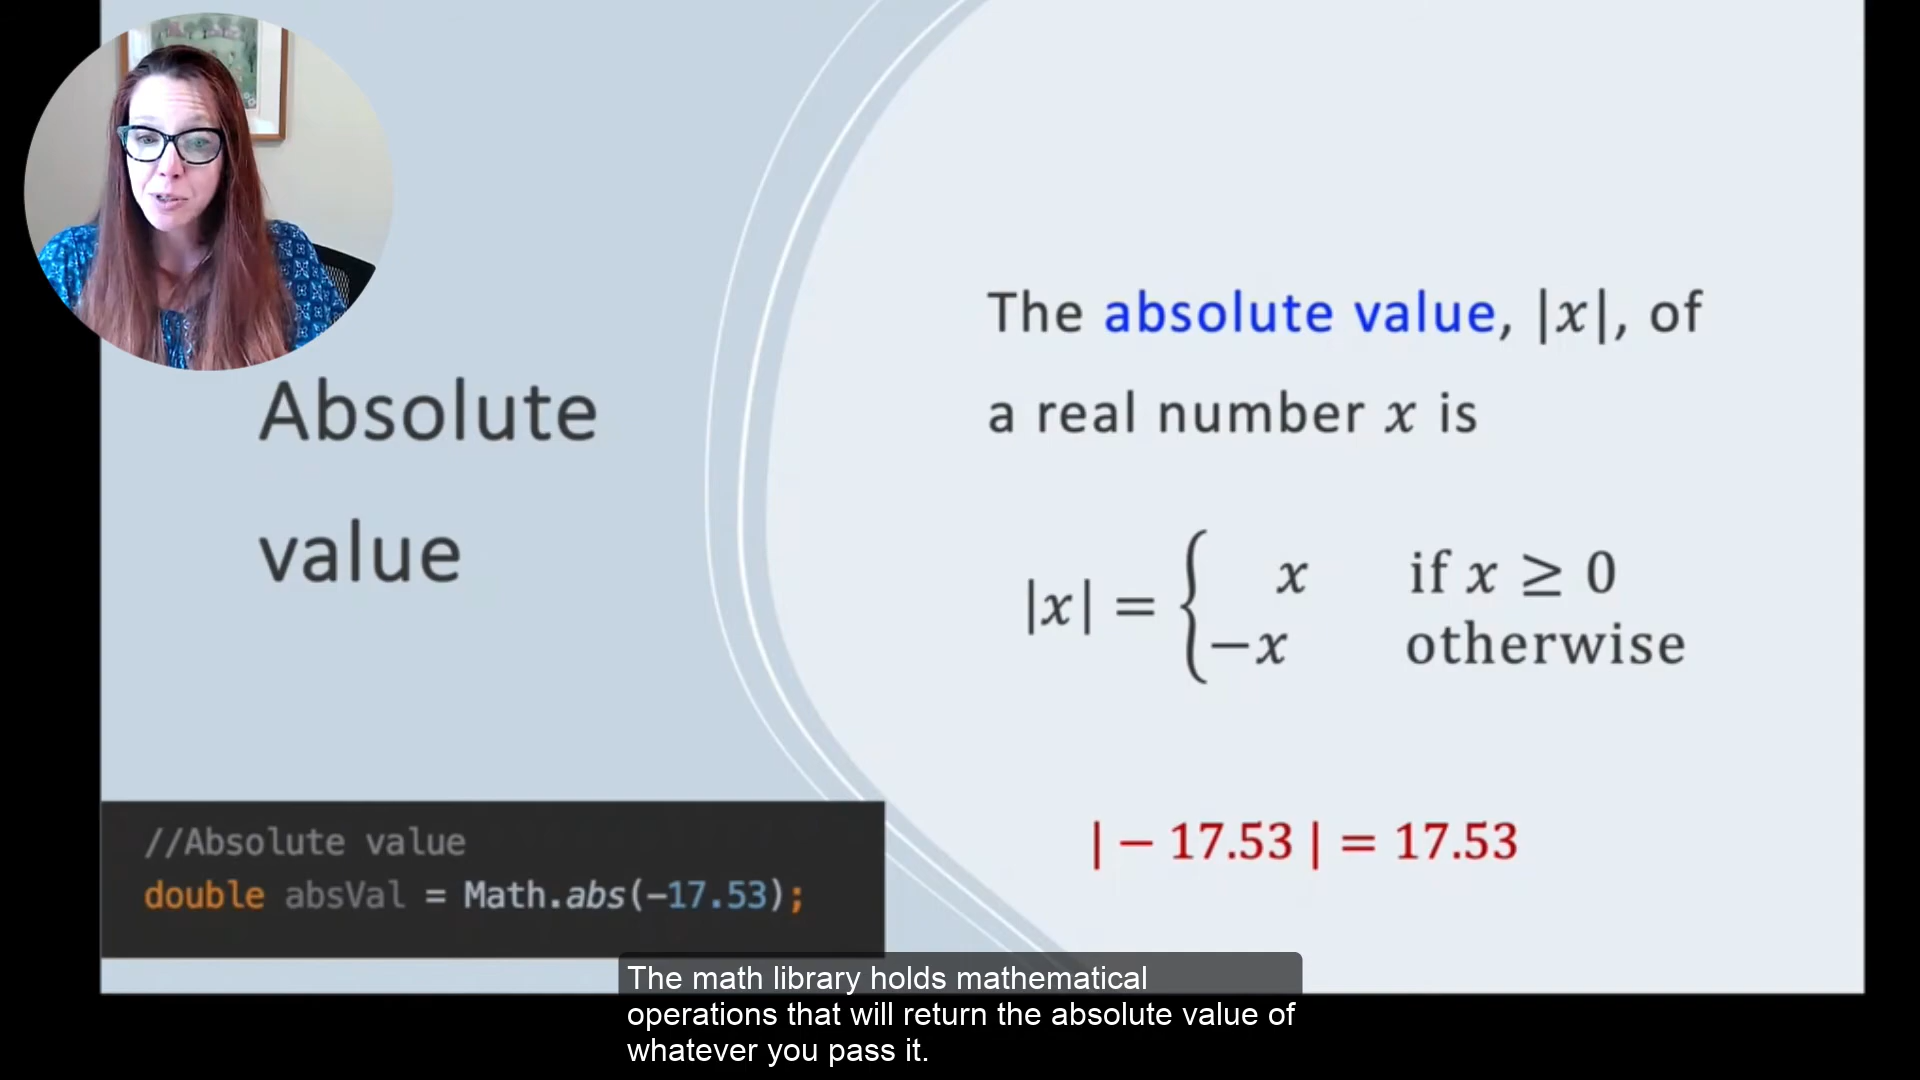 Absolute
value
The absolute value, |x|, of
a real number x is
|x| = { x if x ≥ 0
−x otherwise
| − 17.53 | = 17.53
//Absolute value
double absVal = Math.abs(−17.53);
The math library holds mathematical
operations that will return the absolute value of
whatever you pass it.